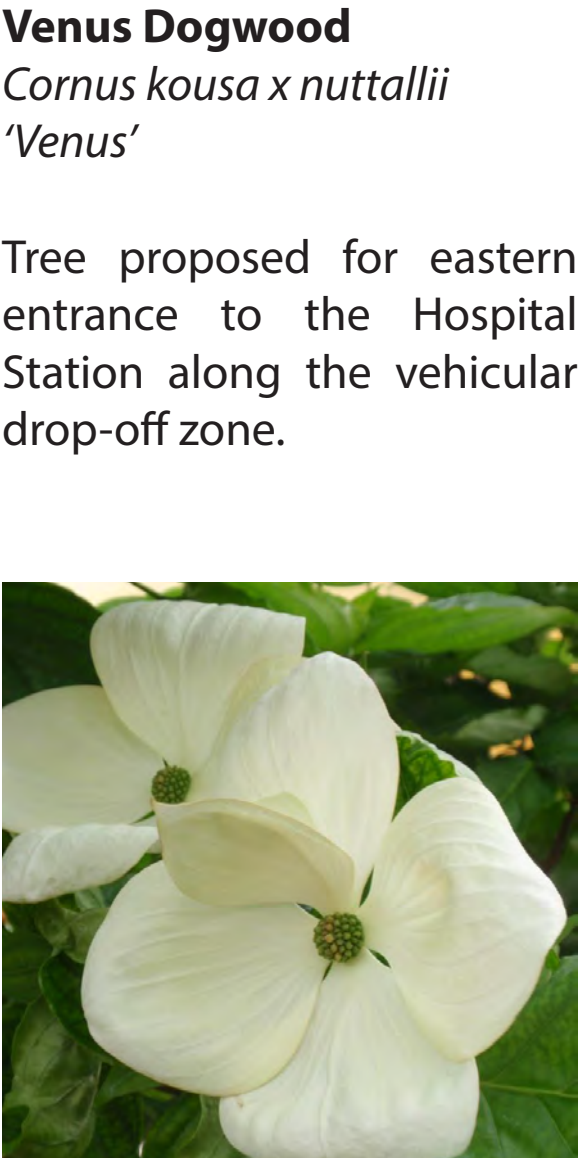 Venus Dogwood
Cornus kousa x nuttallii
‘Venus’
Tree proposed for eastern
entrance to the Hospital
Station along the vehicular
drop-off zone.